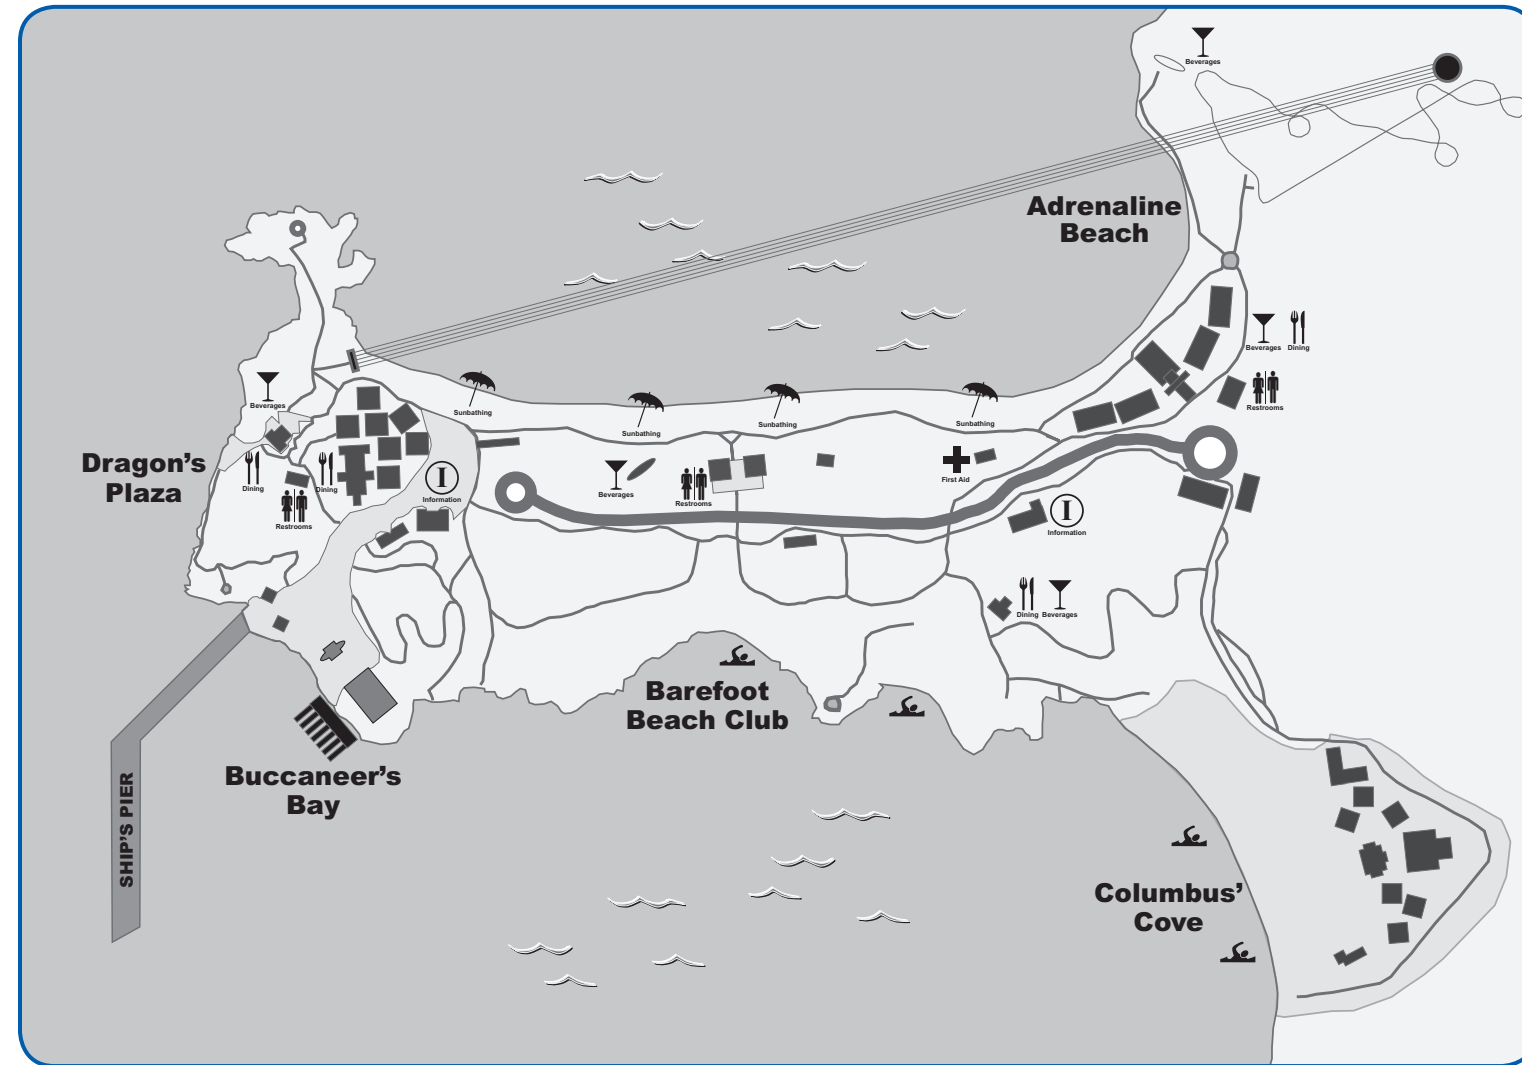 Beverages
Adrenaline
Beach
Beverages
Dining
Restrooms
Beverages
Sunbathing
Sunbathing
Sunbathing
Sunbathing
Dragon's
Plaza
Dining
Dining
Restrooms
I
Information
Beverages
Restrooms
First Aid
I
Information
Dining
Beverages
Barefoot
Beach Club
Buccaneer's
Bay
SHIP'S PIER
Columbus'
Cove